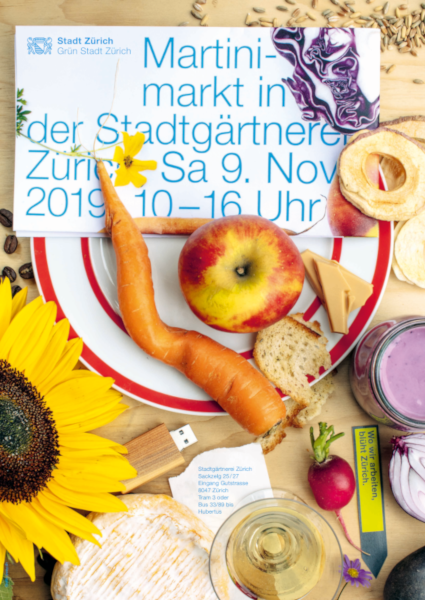 Stadt Zürich
Grün Stadt Zürich
Martini-
markt in
der Stadtgärtnerei
Zürich Sa 9. Nov.
2019, 10–16 Uhr
Stadtgärtnerei Zürich
Sackzelg 25/27
Eingang Gutstrasse
8047 Zürich
Tram 3 oder
Bus 33/89 bis
Hubertus
Wo wir arbeiten,
blüht Zürich.